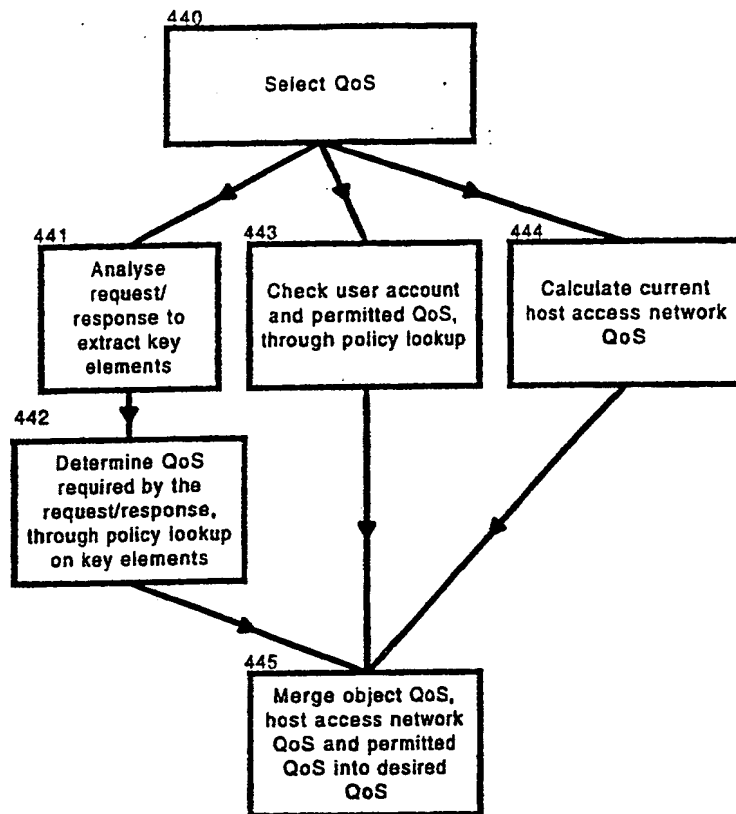 440
Select QoS
441
Analyse
request/
response to
extract key
elements
443
Check user account
and permitted QoS,
through policy lookup
444
Calculate current
host access network
QoS
442
Determine QoS
required by the
request/response,
through policy lookup
on key elements
445
Merge object QoS,
host access network
QoS and permitted
QoS into desired
QoS